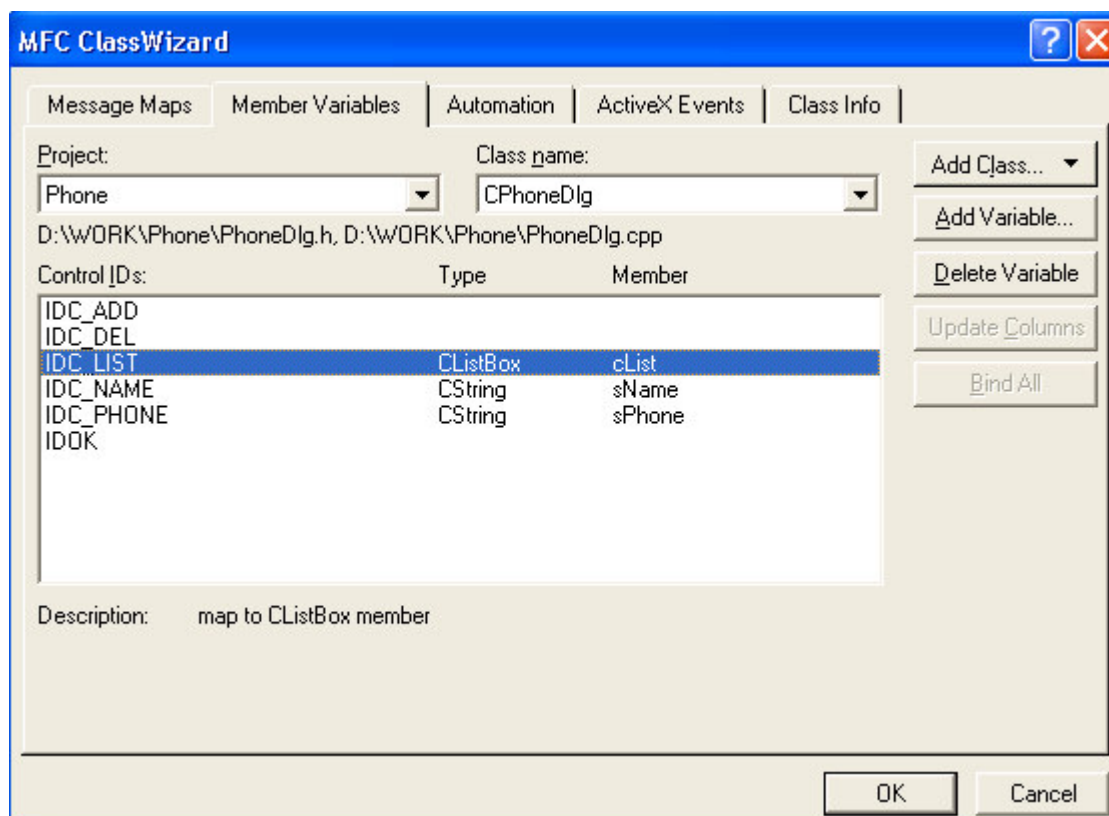 MFC ClassWizard
Message Maps Member Variables Automation ActiveX Events Class Info
Project: Class name:
Phone CPhoneDlg
Add Class...
D:\WORK\Phone\PhoneDlg.h, D:\WORK\Phone\PhoneDlg.cpp
Add Variable...
Control IDs: Type Member
Delete Variable
IDC_ADD
IDC_DEL
Update Columns
IDC_LIST CListBox cList
IDC_NAME CString sName
Bind All
IDC_PHONE CString sPhone
IDOK
Description: map to CListBox member
OK Cancel